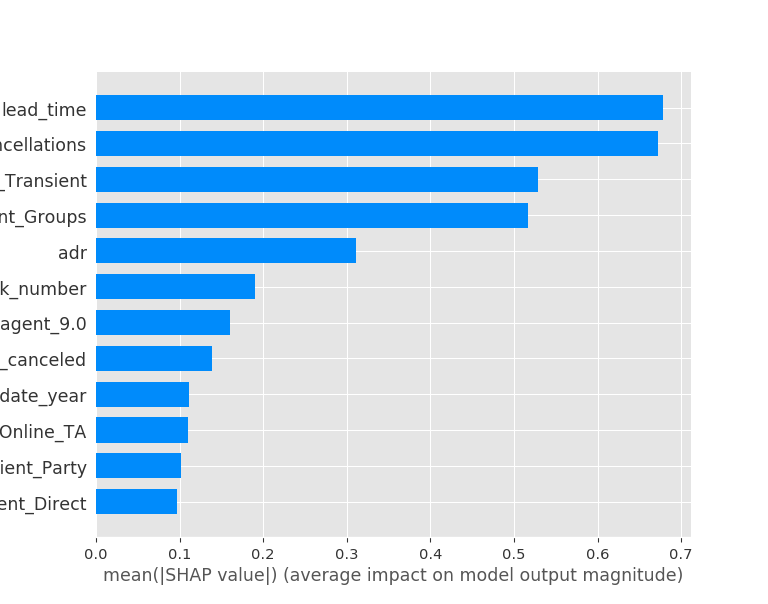 lead_time
ncellations
_Transient
nt_Groups
adr
k_number
agent_9.0
_canceled
date_year
Online_TA
ient_Party
ent_Direct
0.0 0.1 0.2 0.3 0.4 0.5 0.6 0.7
mean(|SHAP value|) (average impact on model output magnitude)